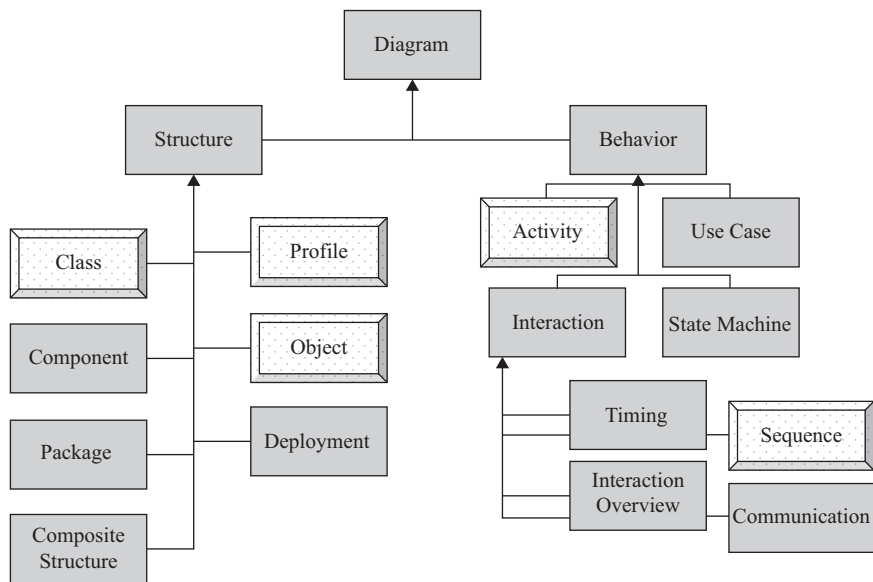 Diagram
Structure
Behavior
Class
Profile
Activity
Use Case
Component
Object
Interaction
State Machine
Package
Deployment
Timing
Sequence
Composite
Structure
Interaction
Overview
Communication